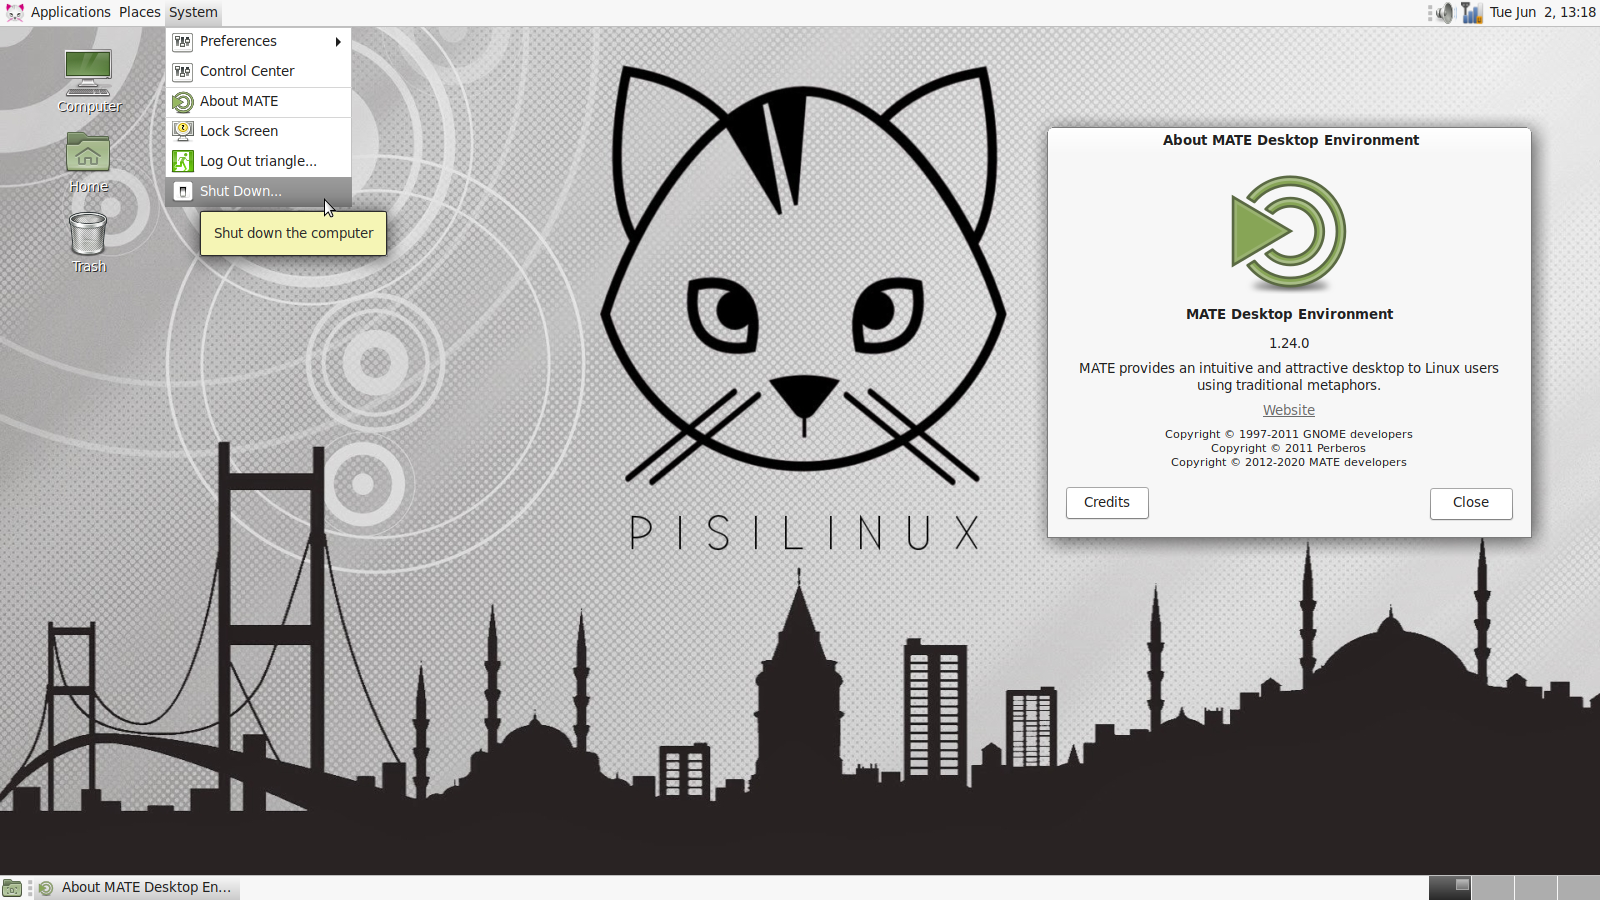 Applications Places System
Tue Jun  2, 13:18
Computer
Home
Trash
Preferences
Control Center
About MATE
Lock Screen
Log Out triangle...
Shut Down...
Shut down the computer
PISILINUX
About MATE Desktop Environment
MATE Desktop Environment
1.24.0
MATE provides an intuitive and attractive desktop to Linux users
using traditional metaphors.
Website
Copyright © 1997-2011 GNOME developers
Copyright © 2011 Perberos
Copyright © 2012-2020 MATE developers
Credits
Close
About MATE Desktop En...